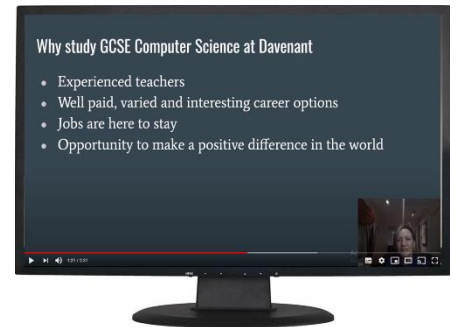 Why study GCSE Computer Science at Davenant
• Experienced teachers
• Well paid, varied and interesting career options
• Jobs are here to stay
• Opportunity to make a positive difference in the world